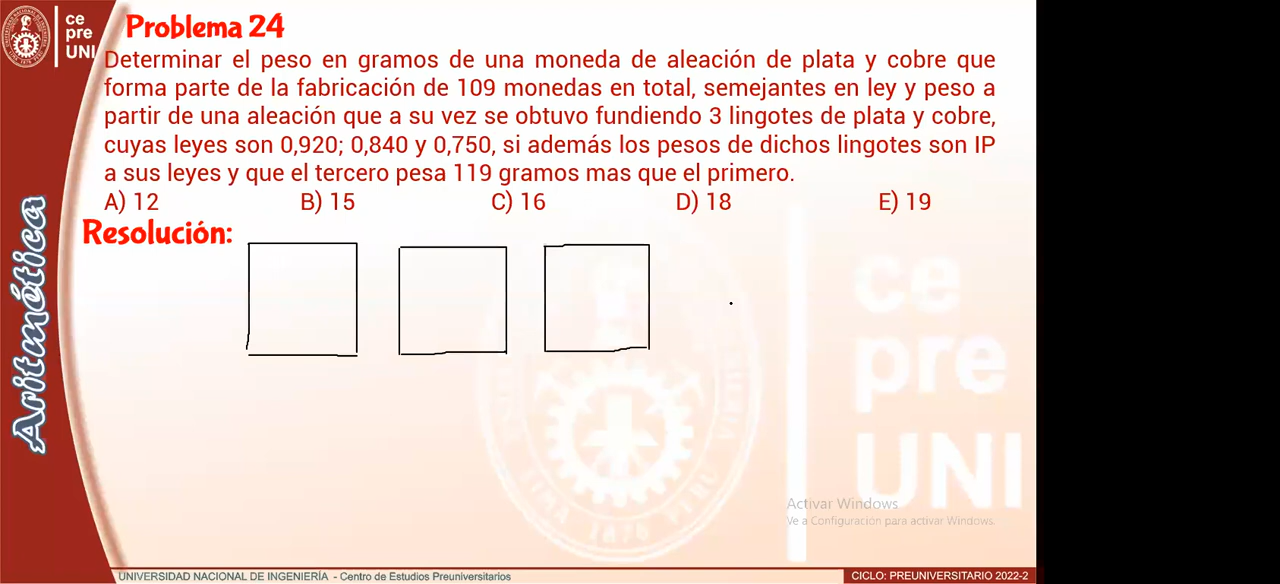 ce
pre
UNI
Problema 24
Determinar el peso en gramos de una moneda de aleación de plata y cobre que
forma parte de la fabricación de 109 monedas en total, semejantes en ley y peso a
partir de una aleación que a su vez se obtuvo fundiendo 3 lingotes de plata y cobre,
cuyas leyes son 0,920; 0,840 y 0,750, si además los pesos de dichos lingotes son IP
a sus leyes y que el tercero pesa 119 gramos mas que el primero.
A) 12 B) 15 C) 16 D) 18 E) 19
Resolución:
Aritmética
ce
pre
UNI
LIMA 1876 PERU
Activar Windows
Ve a Configuración para activar Windows.
UNIVERSIDAD NACIONAL DE INGENIERÍA - Centro de Estudios Preuniversitarios
CICLO: PREUNIVERSITARIO 2022-2